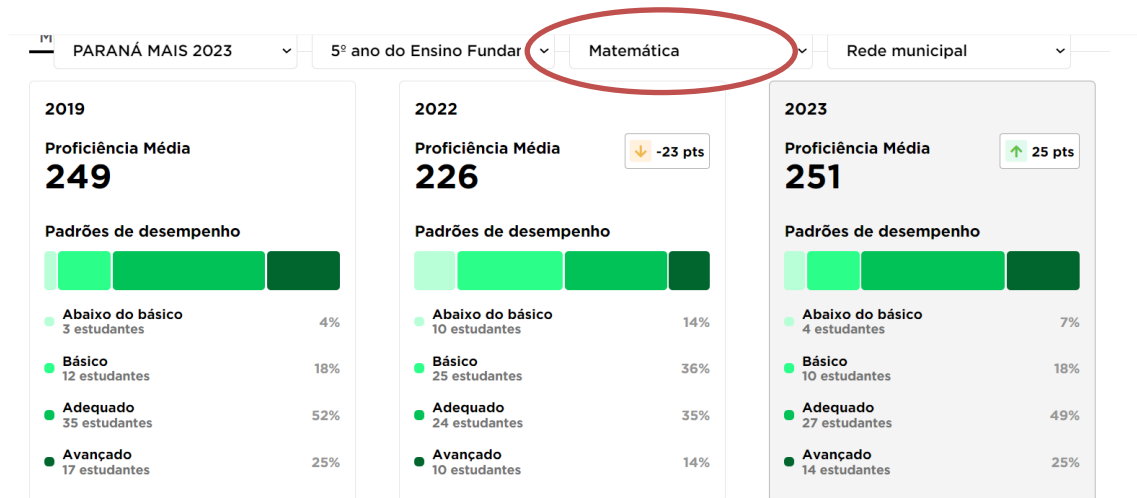 M
PARANÁ MAIS 2023
5º ano do Ensino Fundar
Matemática
Rede municipal
2019
Proficiência Média
249
Padrões de desempenho
Abaixo do básico
3 estudantes
4%
Básico
12 estudantes
18%
Adequado
35 estudantes
52%
Avançado
17 estudantes
25%
2022
Proficiência Média
-23 pts
226
Padrões de desempenho
Abaixo do básico
10 estudantes
14%
Básico
25 estudantes
36%
Adequado
24 estudantes
35%
Avançado
10 estudantes
14%
2023
Proficiência Média
25 pts
251
Padrões de desempenho
Abaixo do básico
4 estudantes
7%
Básico
10 estudantes
18%
Adequado
27 estudantes
49%
Avançado
14 estudantes
25%